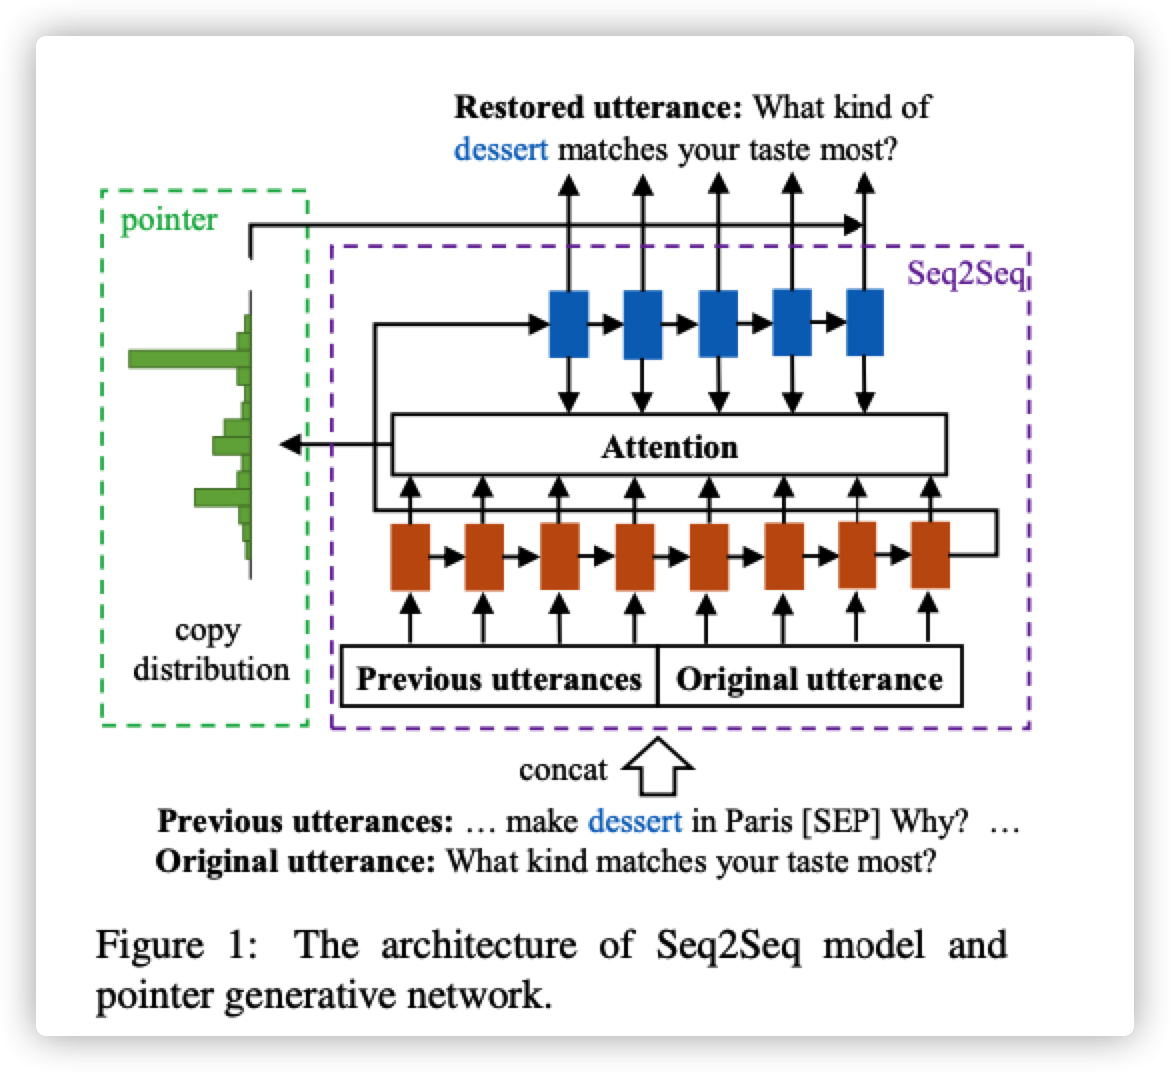 Restored utterance: What kind of
dessert matches your taste most?
pointer
Seq2Seq
Attention
copy
distribution
Previous utterances
Original utterance
concat
Previous utterances: … make dessert in Paris [SEP] Why? …
Original utterance: What kind matches your taste most?
Figure 1: The architecture of Seq2Seq model and
pointer generative network.